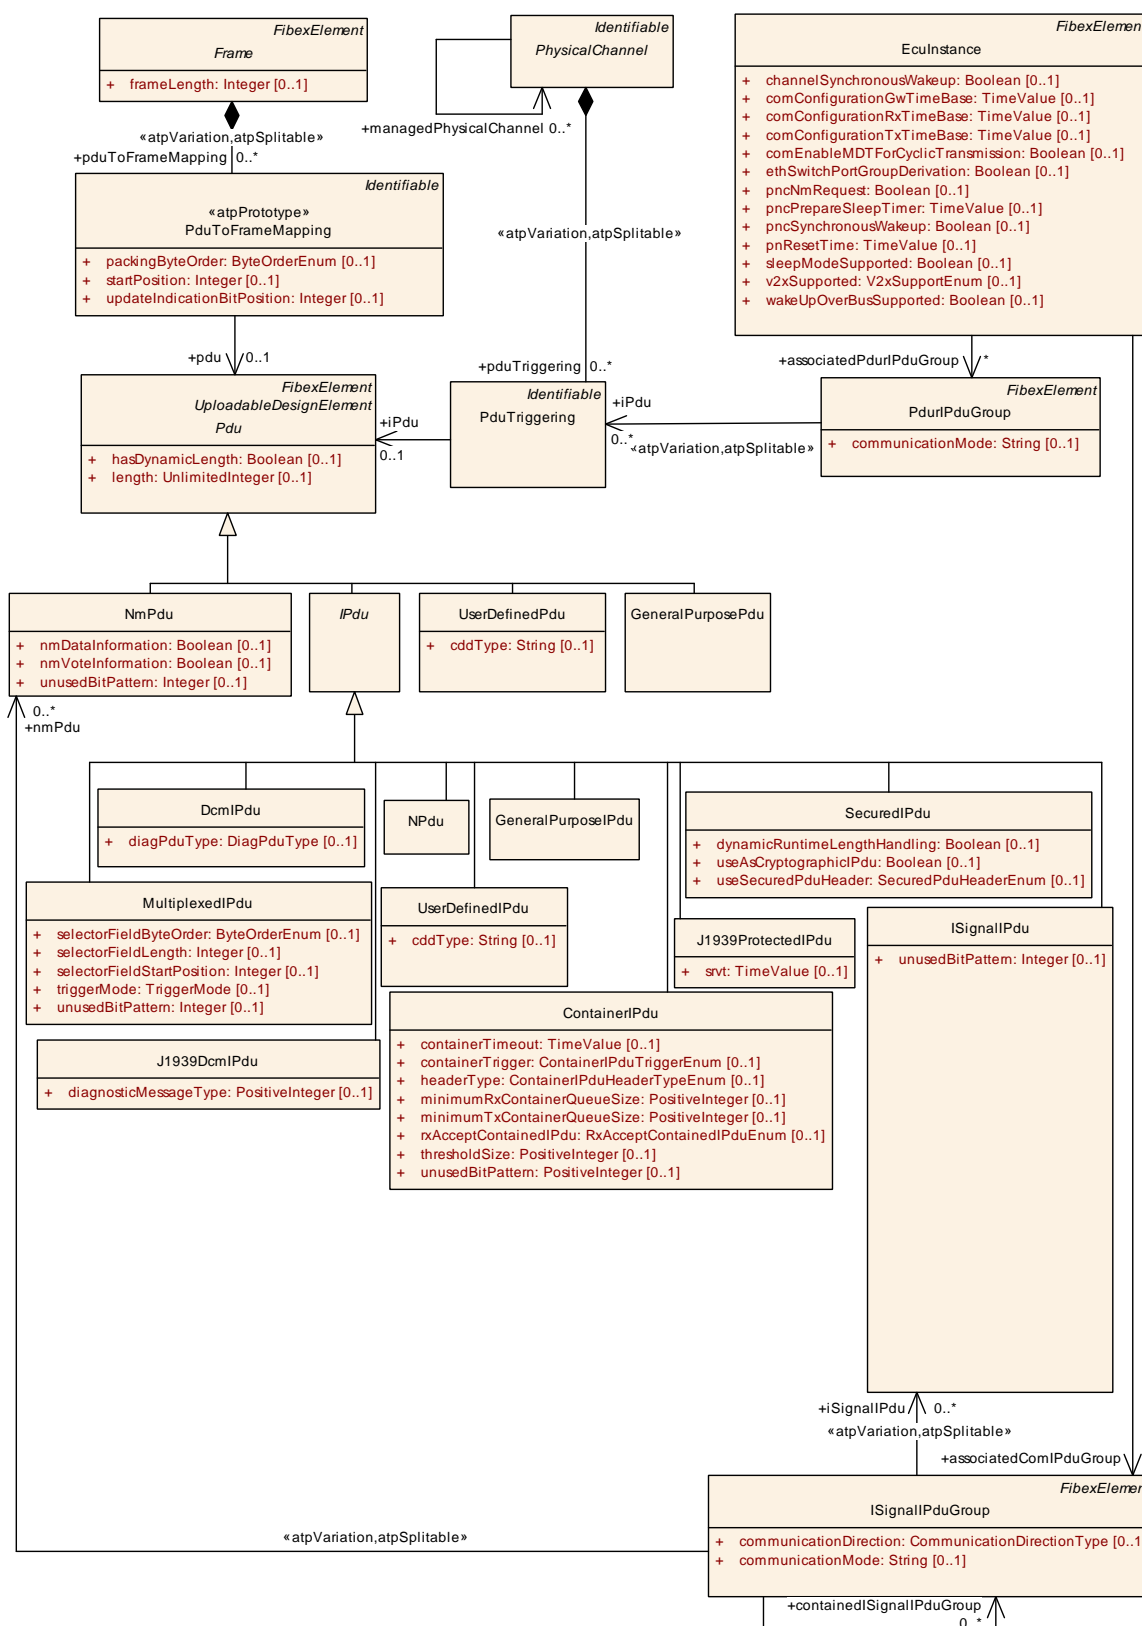 FibexElement
Frame
+ frameLength: Integer [0..1]
«atpVariation,atpSplitable»
+pduToFrameMapping 0..*
Identifiable
«atpPrototype»
PduToFrameMapping
+ packingByteOrder: ByteOrderEnum [0..1]
+ startPosition: Integer [0..1]
+ updateIndicationBitPosition: Integer [0..1]
+pdu 0..1
Identifiable
PhysicalChannel
+managedPhysicalChannel 0..*
«atpVariation,atpSplitable»
+pduTriggering 0..*
FibexElement
EcuInstance
+ channelSynchronousWakeup: Boolean [0..1]
+ comConfigurationGwTimeBase: TimeValue [0..1]
+ comConfigurationRxTimeBase: TimeValue [0..1]
+ comConfigurationTxTimeBase: TimeValue [0..1]
+ comEnableMDTForCyclicTransmission: Boolean [0..1]
+ ethSwitchPortGroupDerivation: Boolean [0..1]
+ pncNmRequest: Boolean [0..1]
+ pncPrepareSleepTimer: TimeValue [0..1]
+ pncSynchronousWakeup: Boolean [0..1]
+ pnResetTime: TimeValue [0..1]
+ sleepModeSupported: Boolean [0..1]
+ v2xSupported: V2xSupportEnum [0..1]
+ wakeUpOverBusSupported: Boolean [0..1]
+associatedPdurIPduGroup *
FibexElement
UploadableDesignElement
Pdu
+ hasDynamicLength: Boolean [0..1]
+ length: UnlimitedInteger [0..1]
+iPdu
0..1
Identifiable
PduTriggering
+iPdu
0..*
«atpVariation,atpSplitable»
FibexElement
PdurIPduGroup
+ communicationMode: String [0..1]
NmPdu
+ nmDataInformation: Boolean [0..1]
+ nmVoteInformation: Boolean [0..1]
+ unusedBitPattern: Integer [0..1]
0..*
+nmPdu
IPdu
UserDefinedPdu
+ cddType: String [0..1]
GeneralPurposePdu
DcmIPdu
+ diagPduType: DiagPduType [0..1]
NPdu
GeneralPurposeIPdu
SecuredIPdu
+ dynamicRuntimeLengthHandling: Boolean [0..1]
+ useAsCryptographicIPdu: Boolean [0..1]
+ useSecuredPduHeader: SecuredPduHeaderEnum [0..1]
MultiplexedIPdu
+ selectorFieldByteOrder: ByteOrderEnum [0..1]
+ selectorFieldLength: Integer [0..1]
+ selectorFieldStartPosition: Integer [0..1]
+ triggerMode: TriggerMode [0..1]
+ unusedBitPattern: Integer [0..1]
UserDefinedIPdu
+ cddType: String [0..1]
J1939ProtectedIPdu
+ srvt: TimeValue [0..1]
ISignalIPdu
+ unusedBitPattern: Integer [0..1]
J1939DcmIPdu
+ diagnosticMessageType: PositiveInteger [0..1]
ContainerIPdu
+ containerTimeout: TimeValue [0..1]
+ containerTrigger: ContainerIPduTriggerEnum [0..1]
+ headerType: ContainerIPduHeaderTypeEnum [0..1]
+ minimumRxContainerQueueSize: PositiveInteger [0..1]
+ minimumTxContainerQueueSize: PositiveInteger [0..1]
+ rxAcceptContainedIPdu: RxAcceptContainedIPduEnum [0..1]
+ thresholdSize: PositiveInteger [0..1]
+ unusedBitPattern: PositiveInteger [0..1]
+iSignalIPdu 0..*
«atpVariation,atpSplitable»
+associatedComIPduGroup
«atpVariation,atpSplitable»
FibexElemen
ISignalIPduGroup
+ communicationDirection: CommunicationDirectionType [0..1
+ communicationMode: String [0..1]
+containedISignalIPduGroup
0..*